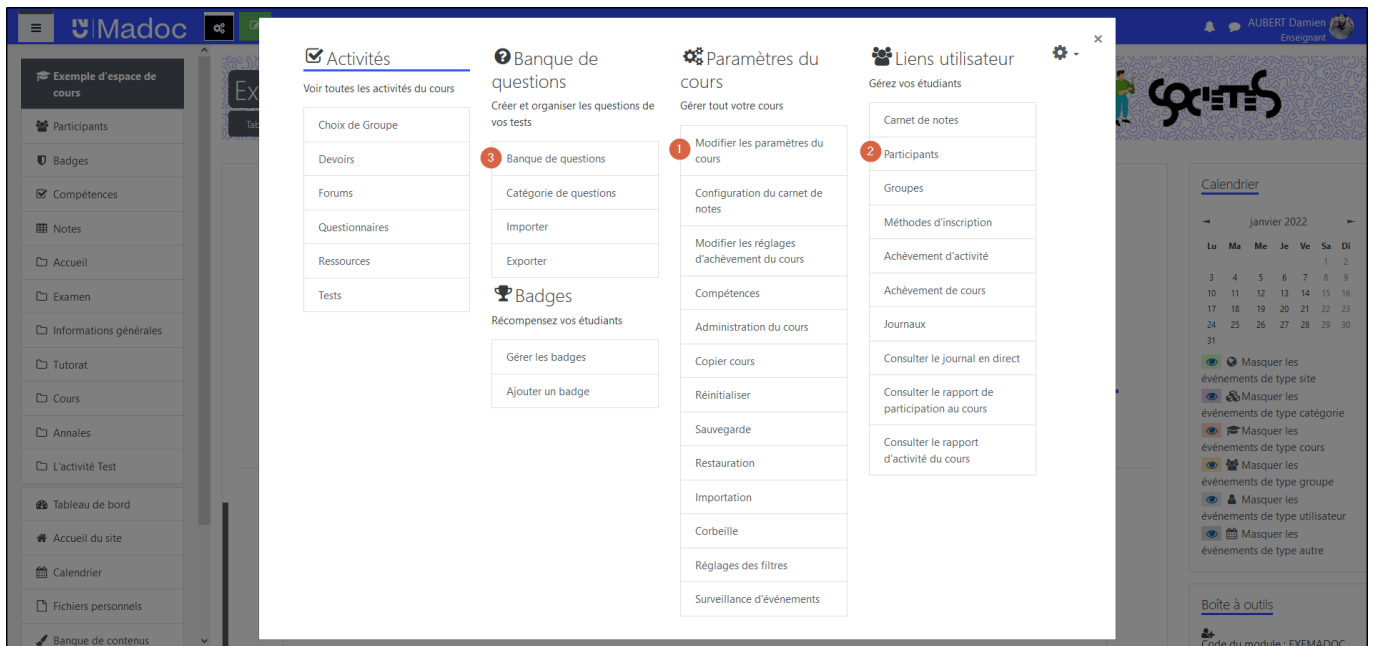 Madoc
AUBERT Damien
Enseignant
Exemple d'espace de
cours
Participants
Badges
Compétences
Notes
Accueil
Examen
Informations générales
Tutorat
Cours
Annales
L'activité Test
Tableau de bord
Accueil du site
Calendrier
Fichiers personnels
Banque de contenus
Ex
Tab
Activités
Voir toutes les activités du cours
Choix de Groupe
Devoirs
Forums
Questionnaires
Ressources
Tests
Banque de
questions
Créer et organiser les questions de
vos tests
3 Banque de questions
Catégorie de questions
Importer
Exporter
Badges
Récompensez vos étudiants
Gérer les badges
Ajouter un badge
Paramètres du
cours
Gérer tout votre cours
1 Modifier les paramètres du
cours
Configuration du carnet de
notes
Modifier les réglages
d'achèvement du cours
Compétences
Administration du cours
Copier cours
Réinitialiser
Sauvegarde
Restauration
Importation
Corbeille
Réglages des filtres
Surveillance d'événements
Liens utilisateur
Gérez vos étudiants
Carnet de notes
2 Participants
Groupes
Méthodes d'inscription
Achèvement d'activité
Achèvement de cours
Journaux
Consulter le journal en direct
Consulter le rapport de
participation au cours
Consulter le rapport
d'activité du cours
×
SOCIETES
Calendrier
janvier 2022
Lu Ma Me Je Ve Sa Di
1 2
3 4 5 6 7 8 9
10 11 12 13 14 15 16
17 18 19 20 21 22 23
24 25 26 27 28 29 30
31
Masquer les
événements de type site
Masquer les
événements de type catégorie
Masquer les
événements de type cours
Masquer les
événements de type groupe
Masquer les
événements de type utilisateur
Masquer les
événements de type autre
Boîte à outils
Code du module : EXEMADOC